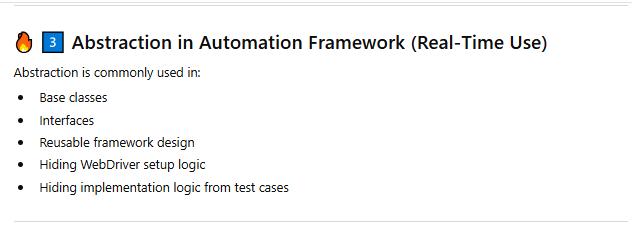 🔥 3️⃣ Abstraction in Automation Framework (Real-Time Use)
Abstraction is commonly used in:
• Base classes
• Interfaces
• Reusable framework design
• Hiding WebDriver setup logic
• Hiding implementation logic from test cases